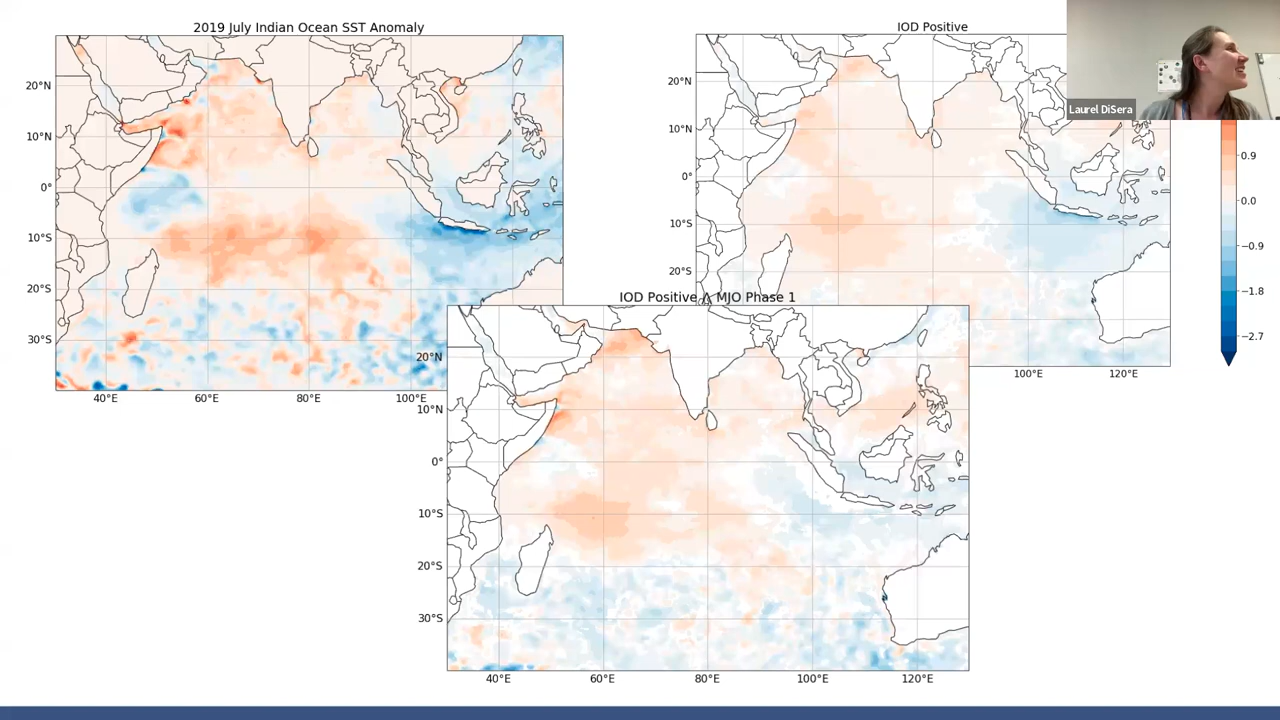 2019 July Indian Ocean SST Anomaly
20°N
10°N
0°
10°S
20°S
30°S
40°E
60°E
80°E
100°E
IOD Positive
20°N
10°N
0°
10°S
20°S
100°E
120°E
Laurel DiSera
0.9
0.0
−0.9
−1.8
−2.7
IOD Positive /\ MJO Phase 1
20°N
10°N
0°
10°S
20°S
30°S
40°E
60°E
80°E
100°E
120°E